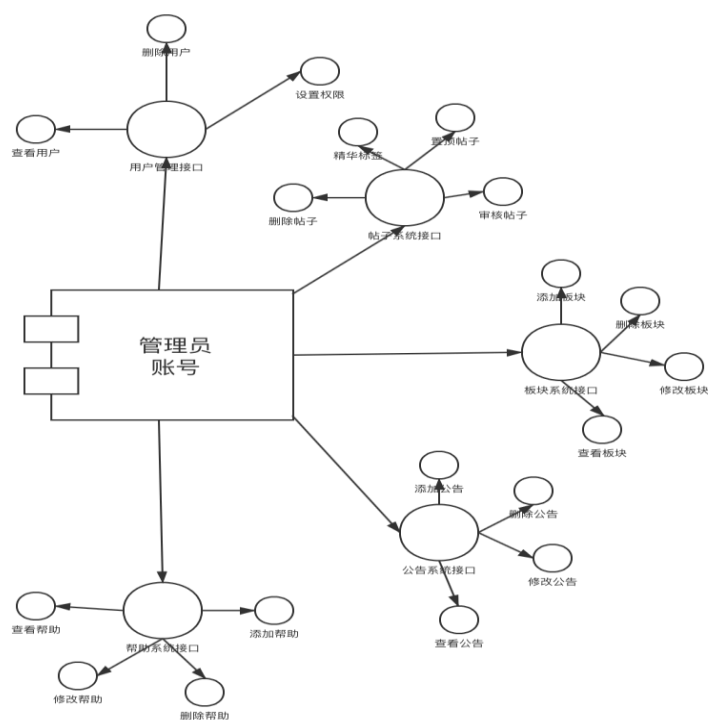 删除用户
设置权限
查看用户
用户管理接口
置顶帖子
精华标签
删除帖子
审核帖子
帖子系统接口
管理员
账号
添加板块
删除板块
修改板块
板块系统接口
查看板块
添加公告
删除公告
修改公告
公告系统接口
查看公告
查看帮助
添加帮助
帮助系统接口
修改帮助
删除帮助